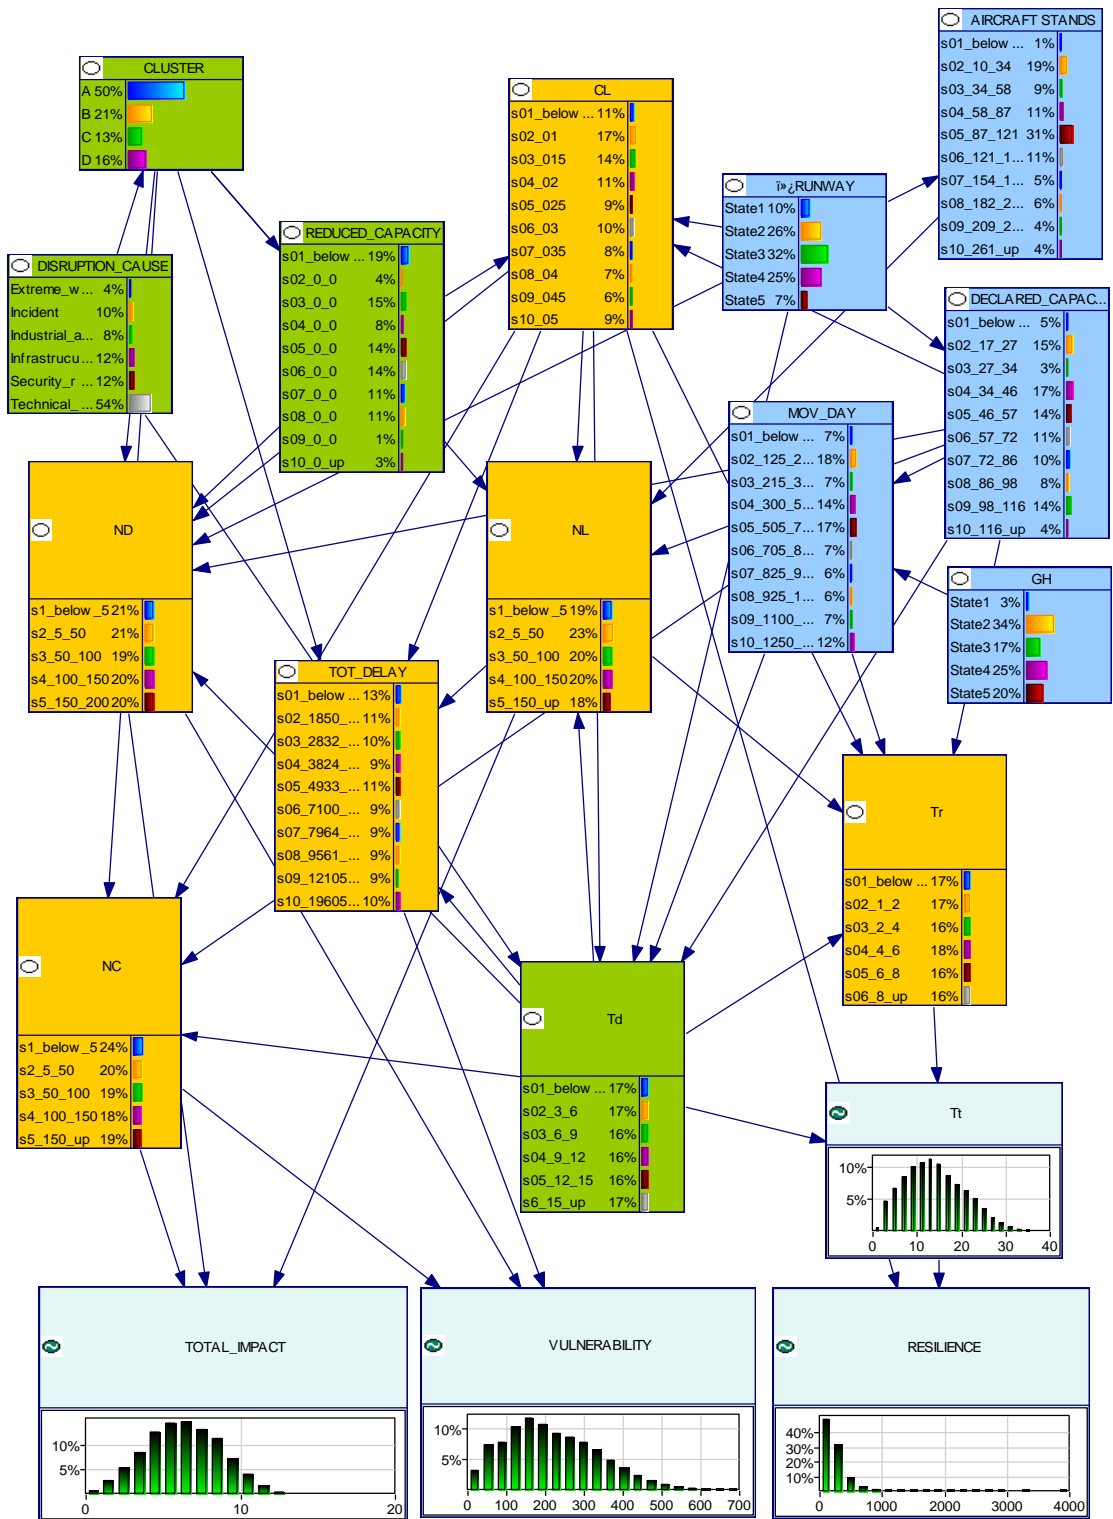 AIRCRAFT STANDS
s01_below ... 1%
s02_10_34 19%
s03_34_58 9%
s04_58_87 11%
s05_87_121 31%
s06_121_1... 11%
s07_154_1... 5%
s08_182_2... 6%
s09_209_2... 4%
s10_261_up 4%
CLUSTER
A 50%
B 21%
C 13%
D 16%
CL
s01_below ... 11%
s02_01 17%
s03_015 14%
s04_02 11%
s05_025 9%
s06_03 10%
s07_035 8%
s08_04 7%
s09_045 6%
s10_05 9%
ï»¿RUNWAY
State1 10%
State2 26%
State3 32%
State4 25%
State5 7%
REDUCED_CAPACITY
s01_below ... 19%
s02_0_0 4%
s03_0_0 15%
s04_0_0 8%
s05_0_0 14%
s06_0_0 14%
s07_0_0 11%
s08_0_0 11%
s09_0_0 1%
s10_0_up 3%
DISRUPTION_CAUSE
Extreme_w... 4%
Incident 10%
Industrial_a... 8%
Infrastrucu... 12%
Security_r ... 12%
Technical_ ... 54%
DECLARED_CAPAC...
s01_below ... 5%
s02_17_27 15%
s03_27_34 3%
s04_34_46 17%
s05_46_57 14%
s06_57_72 11%
s07_72_86 10%
s08_86_98 8%
s09_98_116 14%
s10_116_up 4%
MOV_DAY
s01_below ... 7%
s02_125_2... 18%
s03_215_3... 7%
s04_300_5... 14%
s05_505_7... 17%
s06_705_8... 7%
s07_825_9... 6%
s08_925_1... 6%
s09_1100_... 7%
s10_1250_... 12%
ND
s1_below_5 21%
s2_5_50 21%
s3_50_100 19%
s4_100_150 20%
s5_150_200 20%
NL
s1_below_5 19%
s2_5_50 23%
s3_50_100 20%
s4_100_150 20%
s5_150_up 18%
GH
State1 3%
State2 34%
State3 17%
State4 25%
State5 20%
TOT_DELAY
s01_below ... 13%
s02_1850_... 11%
s03_2832_... 10%
s04_3824_... 9%
s05_4933_... 11%
s06_7100_... 9%
s07_7964_... 9%
s08_9561_... 9%
s09_12105... 9%
s10_19605... 10%
Tr
s01_below ... 17%
s02_1_2 17%
s03_2_4 16%
s04_4_6 18%
s05_6_8 16%
s06_8_up 16%
NC
s1_below_5 24%
s2_5_50 20%
s3_50_100 19%
s4_100_150 18%
s5_150_up 19%
Td
s01_below ... 17%
s02_3_6 17%
s03_6_9 16%
s04_9_12 16%
s05_12_15 16%
s6_15_up 17%
Tt
10%
5%
0 10 20 30 40
TOTAL_IMPACT
10%
5%
0 10 20
VULNERABILITY
10%
5%
0 100 200 300 400 500 600 700
RESILIENCE
40%
30%
20%
10%
0 1000 2000 3000 4000